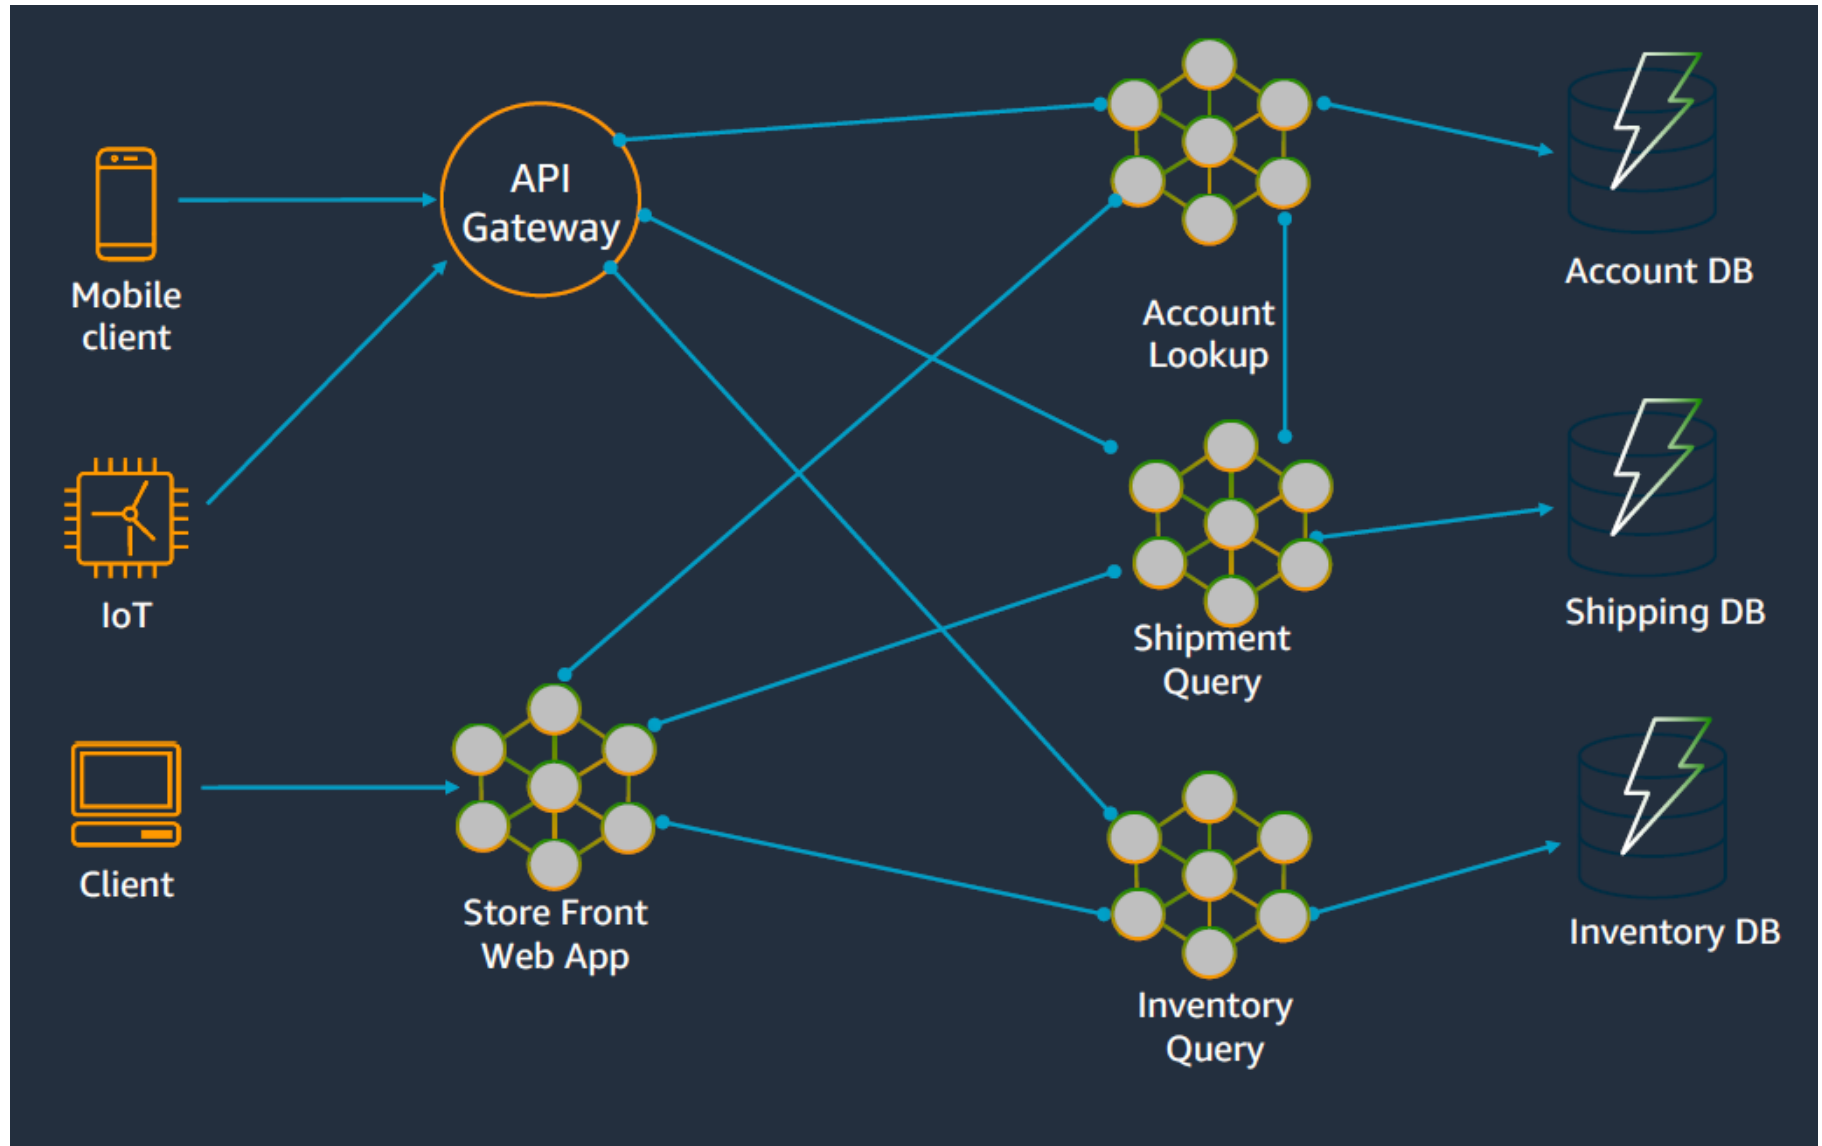 API
Gateway
Mobile
client
IoT
Client
Store Front
Web App
Account
Lookup
Shipment
Query
Inventory
Query
Account DB
Shipping DB
Inventory DB